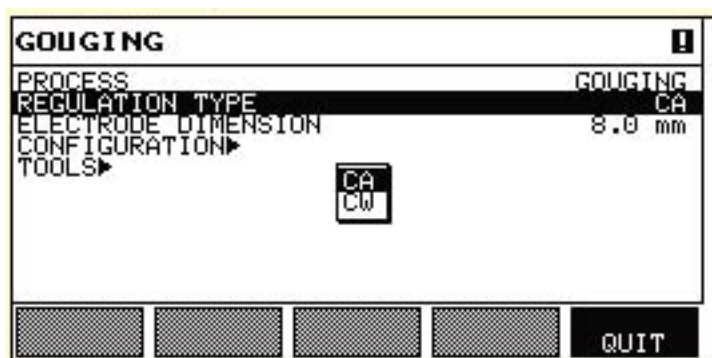 GOUGING !
PROCESS GOUGING
REGULATION TYPE CA
ELECTRODE DIMENSION 8.0 mm
CONFIGURATION▶
TOOLS▶
CA
CW
QUIT